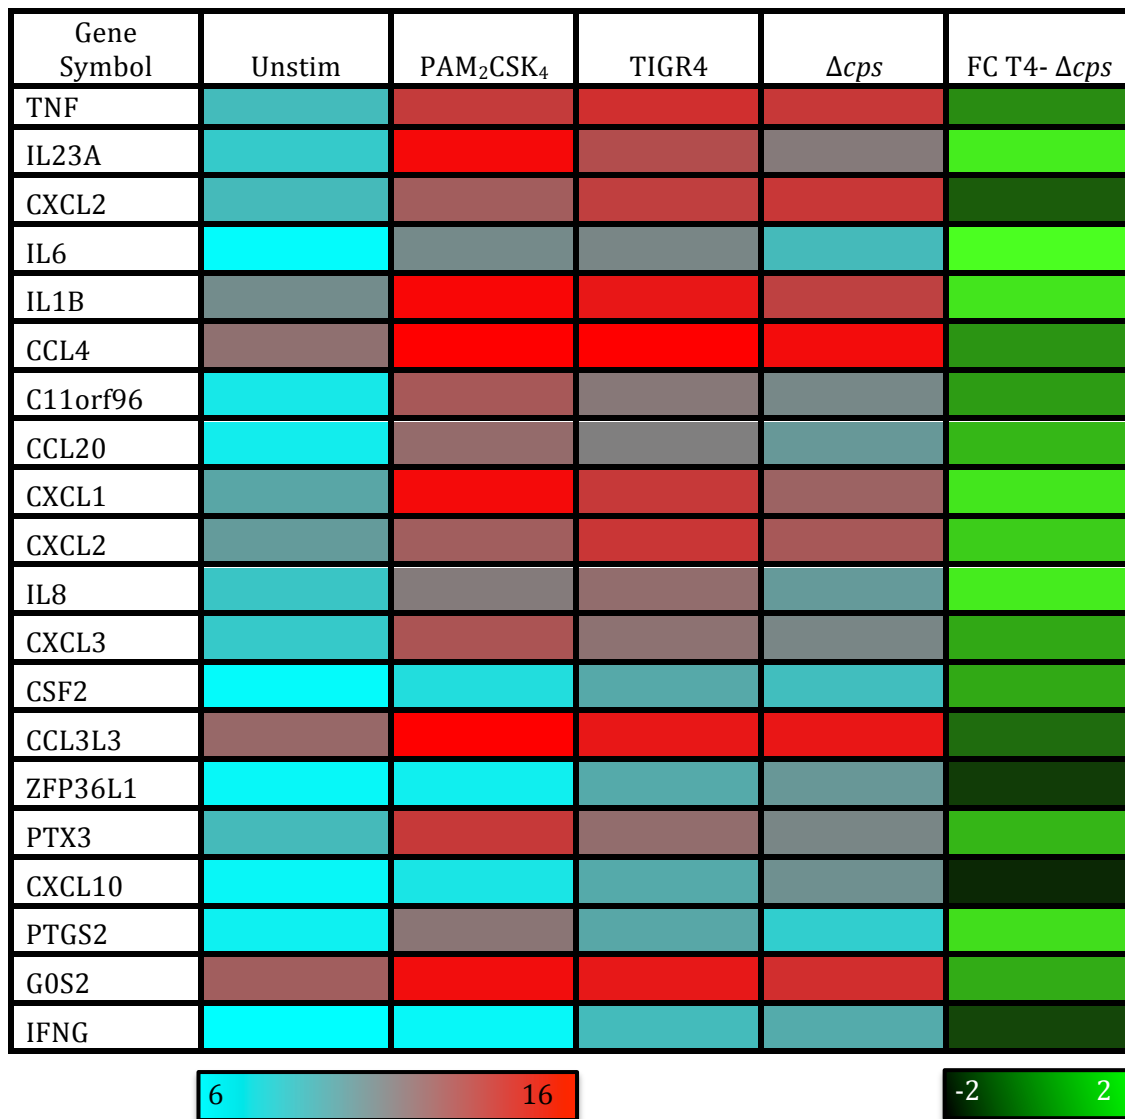 Gene
Symbol Unstim PAM₂CSK₄ TIGR4 Δcps FC T4- Δcps
TNF
IL23A
CXCL2
IL6
IL1B
CCL4
C11orf96
CCL20
CXCL1
CXCL2
IL8
CXCL3
CSF2
CCL3L3
ZFP36L1
PTX3
CXCL10
PTGS2
G0S2
IFNG
6 16 -2 2